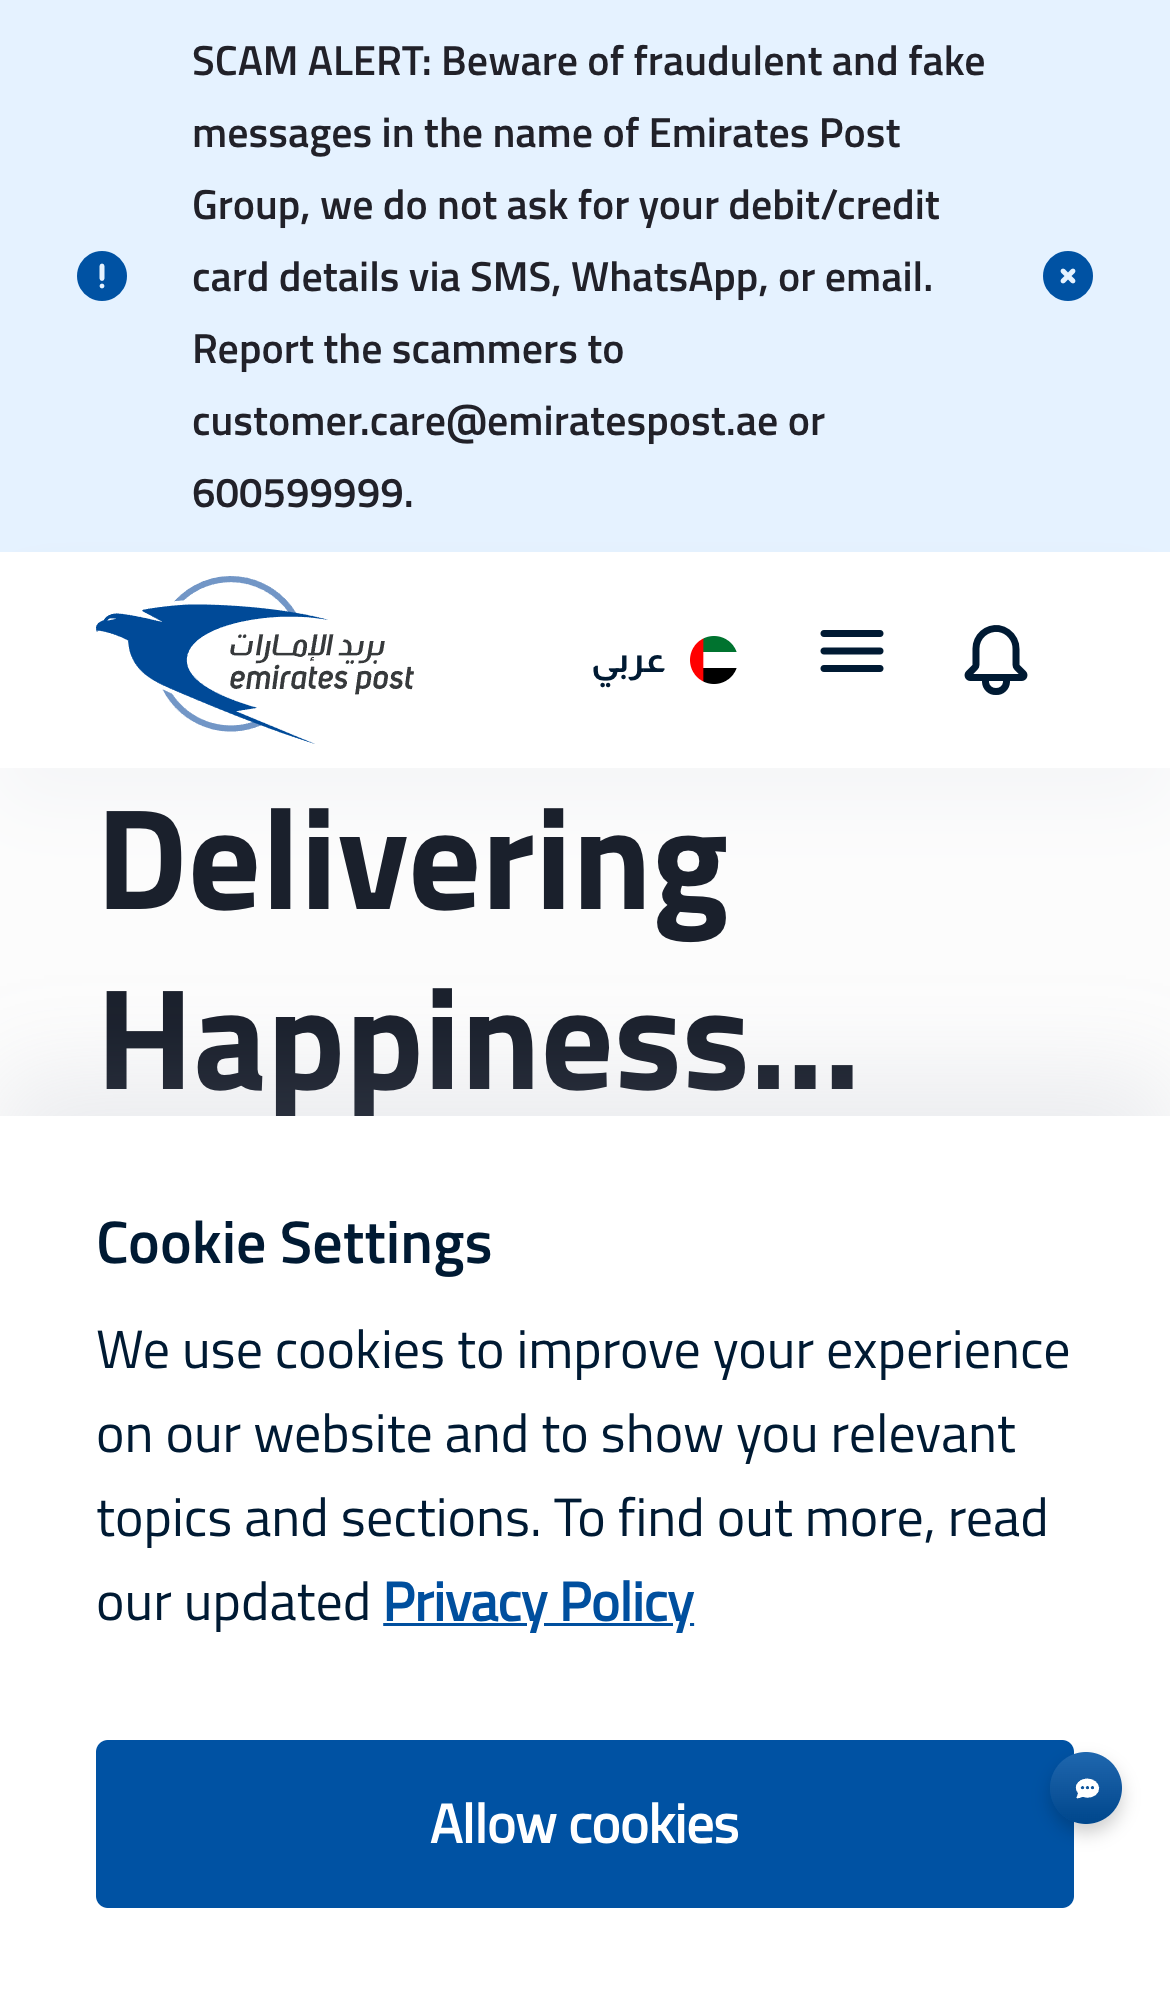 SCAM ALERT: Beware of fraudulent and fake
messages in the name of Emirates Post
Group, we do not ask for your debit/credit
card details via SMS, WhatsApp, or email.
Report the scammers to
customer.care@emiratespost.ae or
600599999.
بريد الإمـارات
emirates post
عربي
Delivering
Happiness...
Cookie Settings
We use cookies to improve your experience
on our website and to show you relevant
topics and sections. To find out more, read
our updated Privacy Policy
Allow cookies